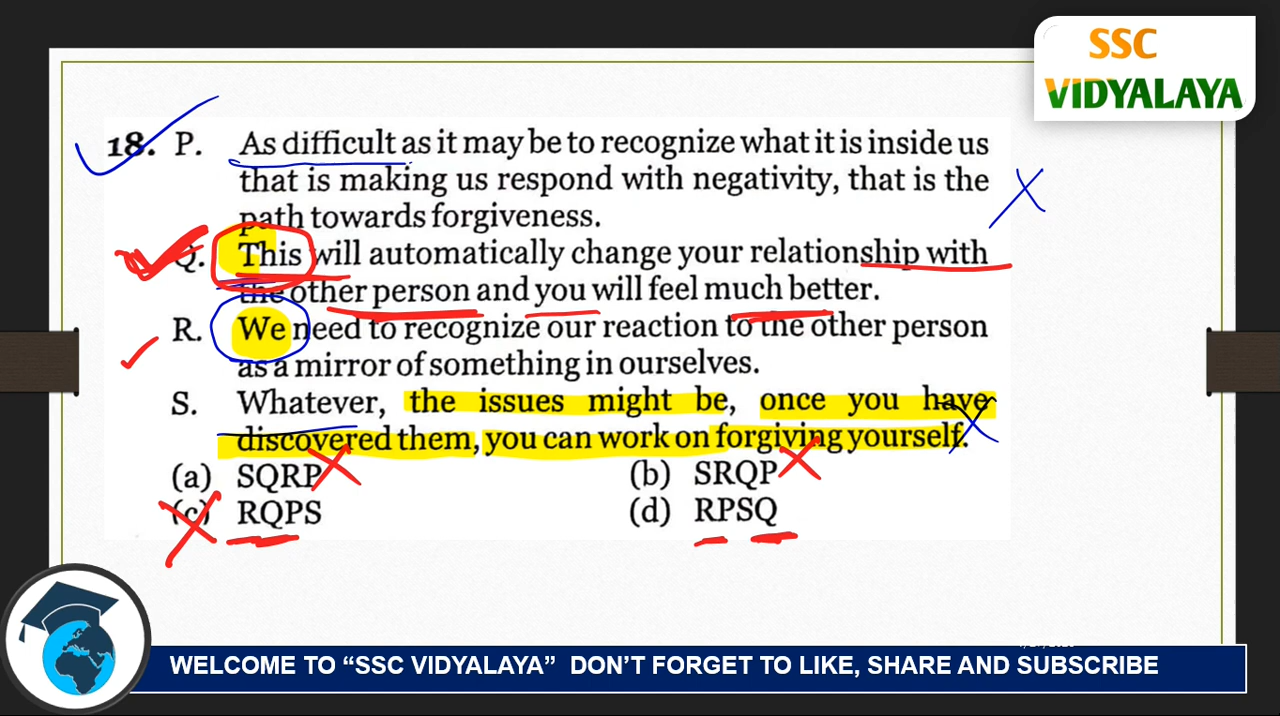 SSC
VIDYALAYA
18. P. As difficult as it may be to recognize what it is inside us
that is making us respond with negativity, that is the
path towards forgiveness.
Q. This will automatically change your relationship with
the other person and you will feel much better.
R. We need to recognize our reaction to the other person
as a mirror of something in ourselves.
S. Whatever, the issues might be, once you have
discovered them, you can work on forgiving yourself.
(a) SQRP (b) SRQP
(c) RQPS (d) RPSQ
WELCOME TO “SSC VIDYALAYA” DON’T FORGET TO LIKE, SHARE AND SUBSCRIBE